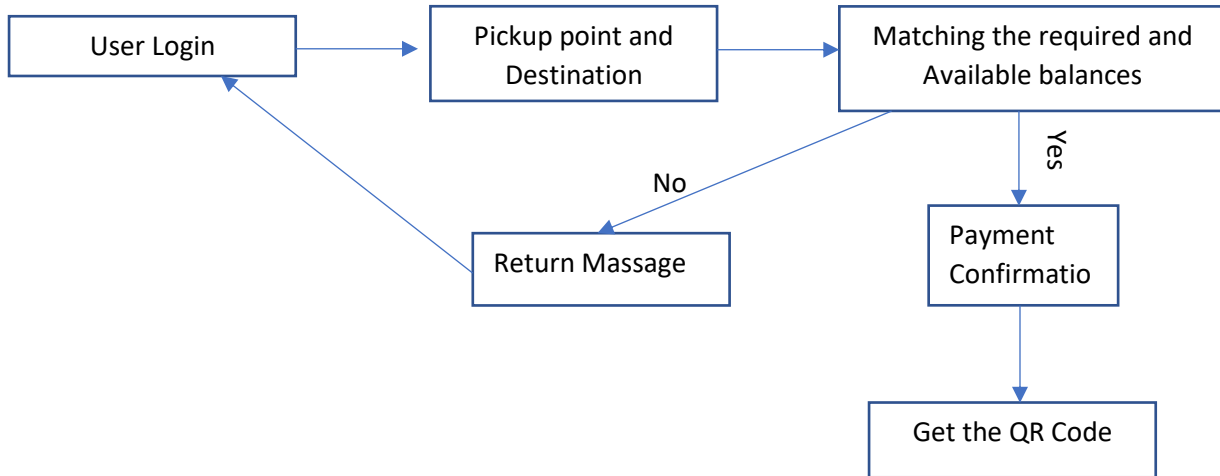 User Login
Pickup point and
Destination
Matching the required and
Available balances
Yes
No
Return Massage
Payment
Confirmatio
Get the QR Code